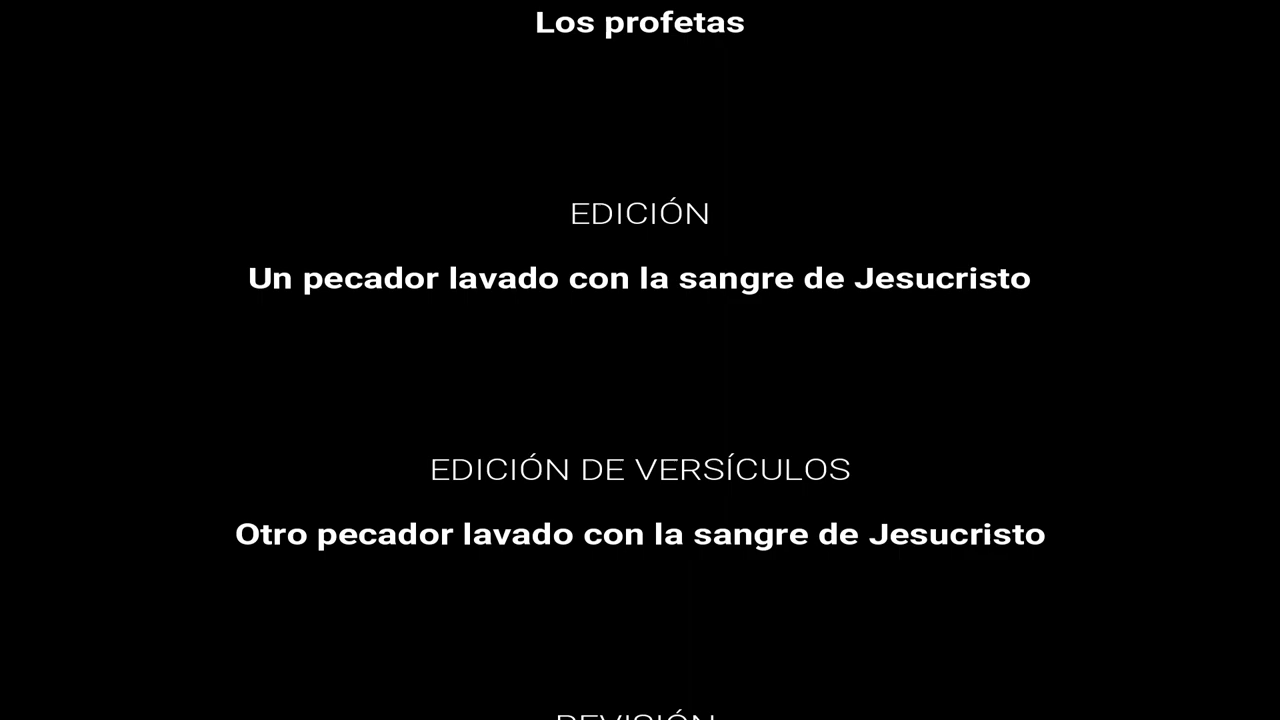 Los profetas
EDICIÓN
Un pecador lavado con la sangre de Jesucristo
EDICIÓN DE VERSÍCULOS
Otro pecador lavado con la sangre de Jesucristo
REVISIÓN